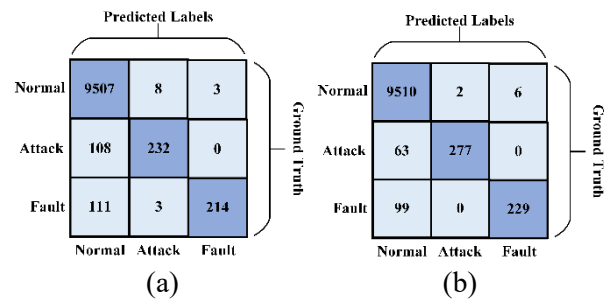 Predicted Labels
Normal 9507 8 3
Attack 108 232 0
Fault 111 3 214
Normal Attack Fault
Ground Truth
(a)
Predicted Labels
Normal 9510 2 6
Attack 63 277 0
Fault 99 0 229
Normal Attack Fault
Ground Truth
(b)